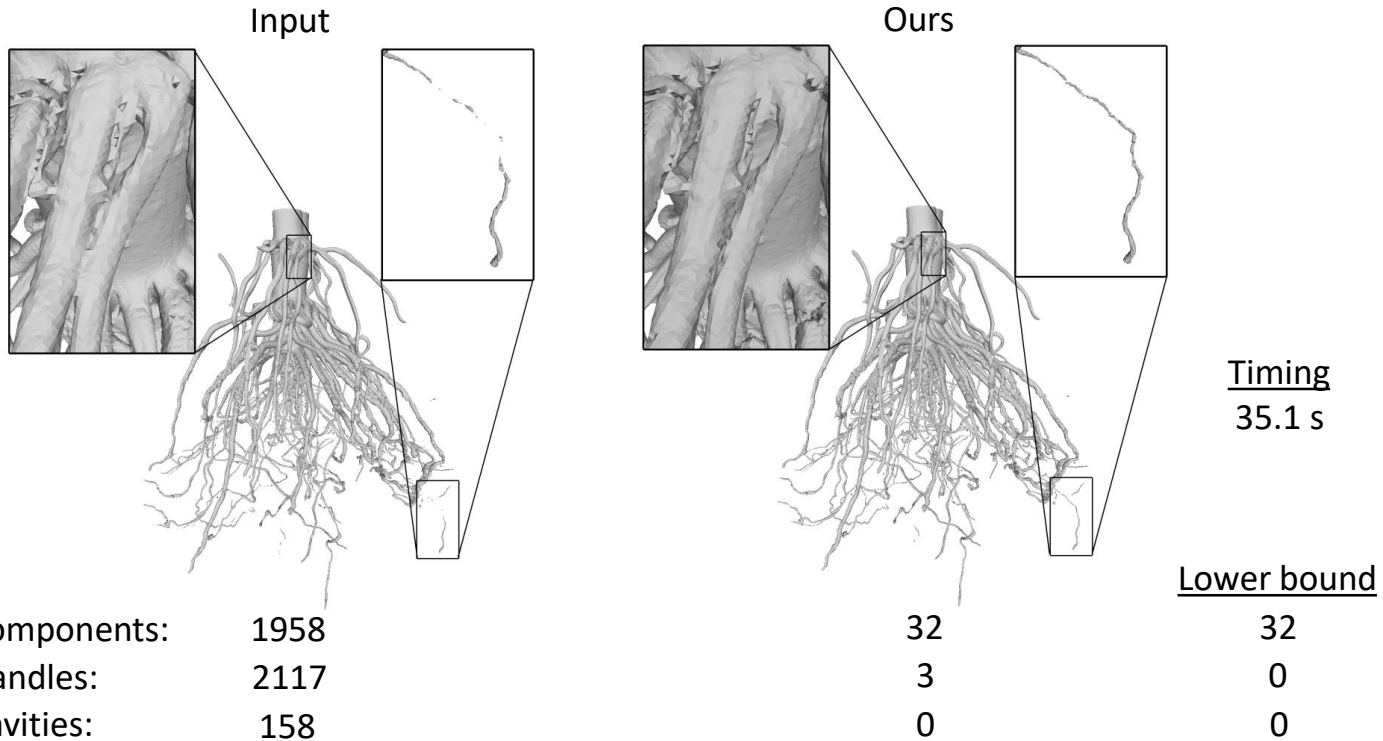 Input
Ours
Timing
35.1 s
Lower bound
omponents: 1958 32 32
andles: 2117 3 0
vities: 158 0 0